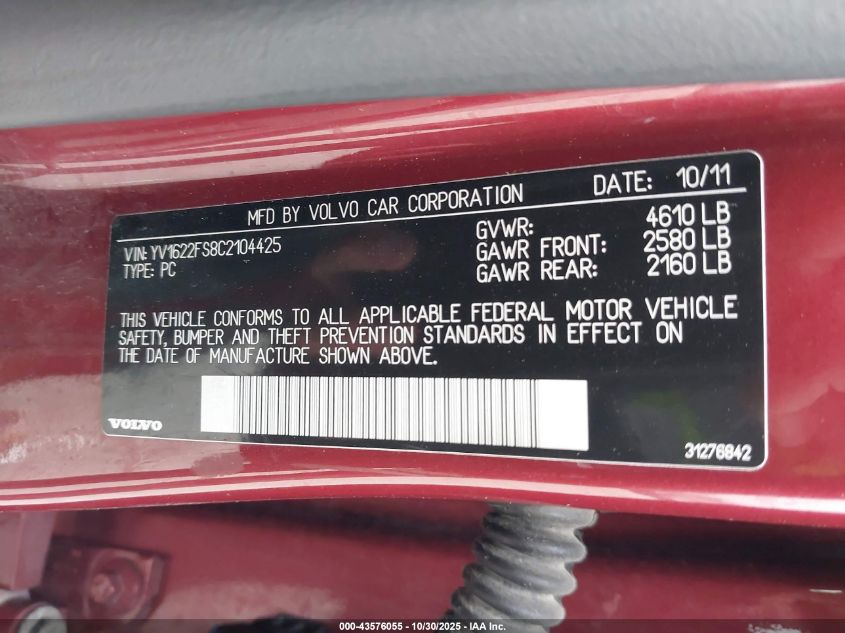 MFD BY VOLVO CAR CORPORATION DATE: 10/11
VIN: YV1622FS8C2104425
TYPE: PC
GVWR: 4610 LB
GAWR FRONT: 2580 LB
GAWR REAR: 2160 LB
THIS VEHICLE CONFORMS TO ALL APPLICABLE FEDERAL MOTOR VEHICLE
SAFETY, BUMPER AND THEFT PREVENTION STANDARDS IN EFFECT ON
THE DATE OF MANUFACTURE SHOWN ABOVE.
VOLVO
31276842
000-43576055 - 10/30/2025 - IAA Inc.